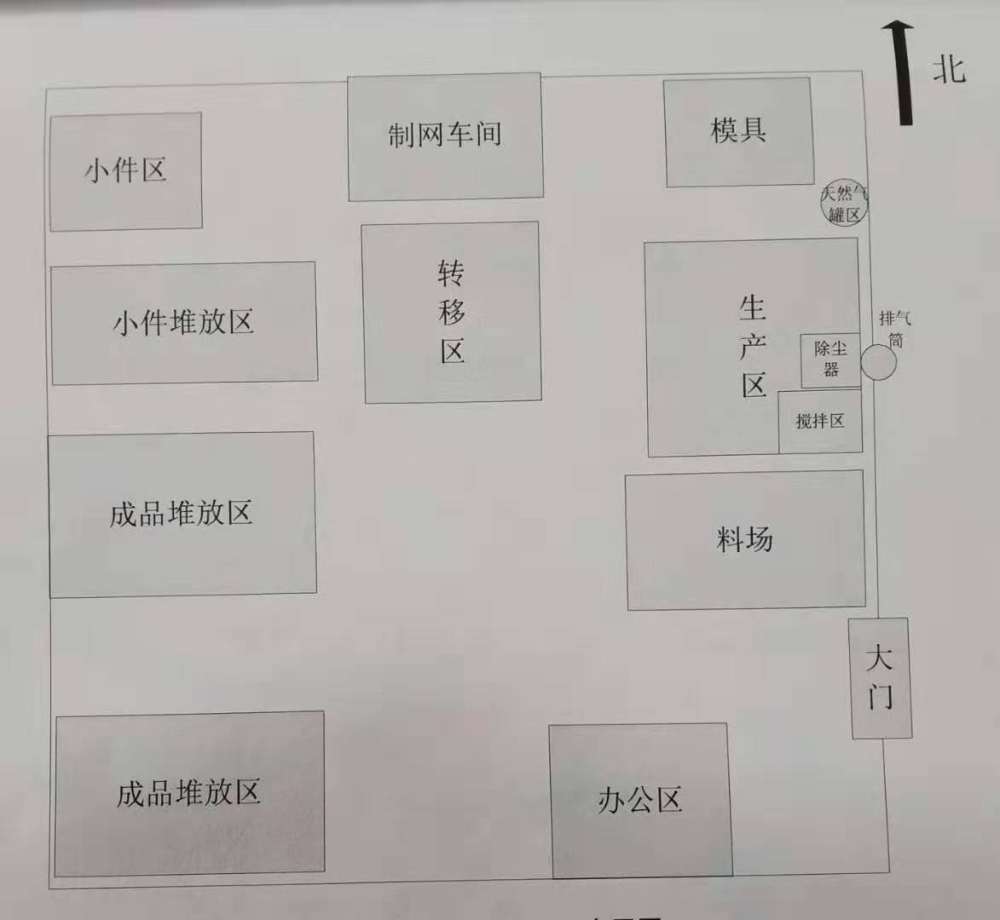 北
小件区
制网车间
模具
天然气
罐区
小件堆放区
转
移
区
生
产
区
排气
筒
除尘
器
搅拌区
成品堆放区
料场
大
门
成品堆放区
办公区